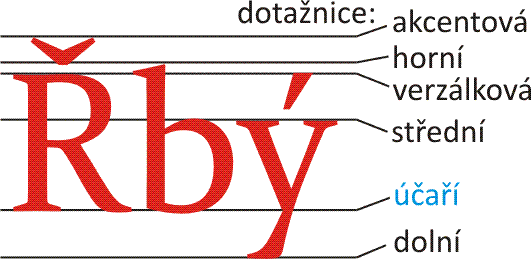 dotažnice:
akcentová
horní
verzálková
střední
účaří
dolní
Řbý